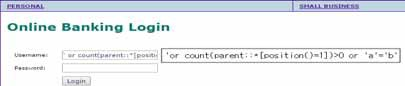 PERSONAL SMALL BUSINESS
Online Banking Login
Username: ' or count(parent::*[positi 'or count(parent::*[position()=1])>0 or 'a'='b'
Password:
Login